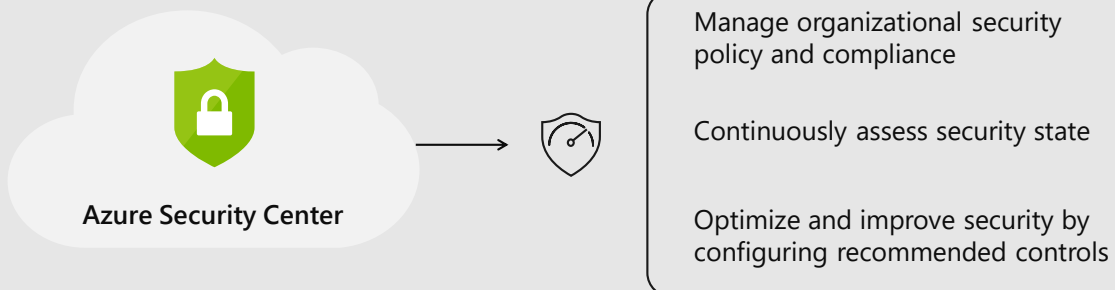 Azure Security Center
Manage organizational security
policy and compliance
Continuously assess security state
Optimize and improve security by
configuring recommended controls